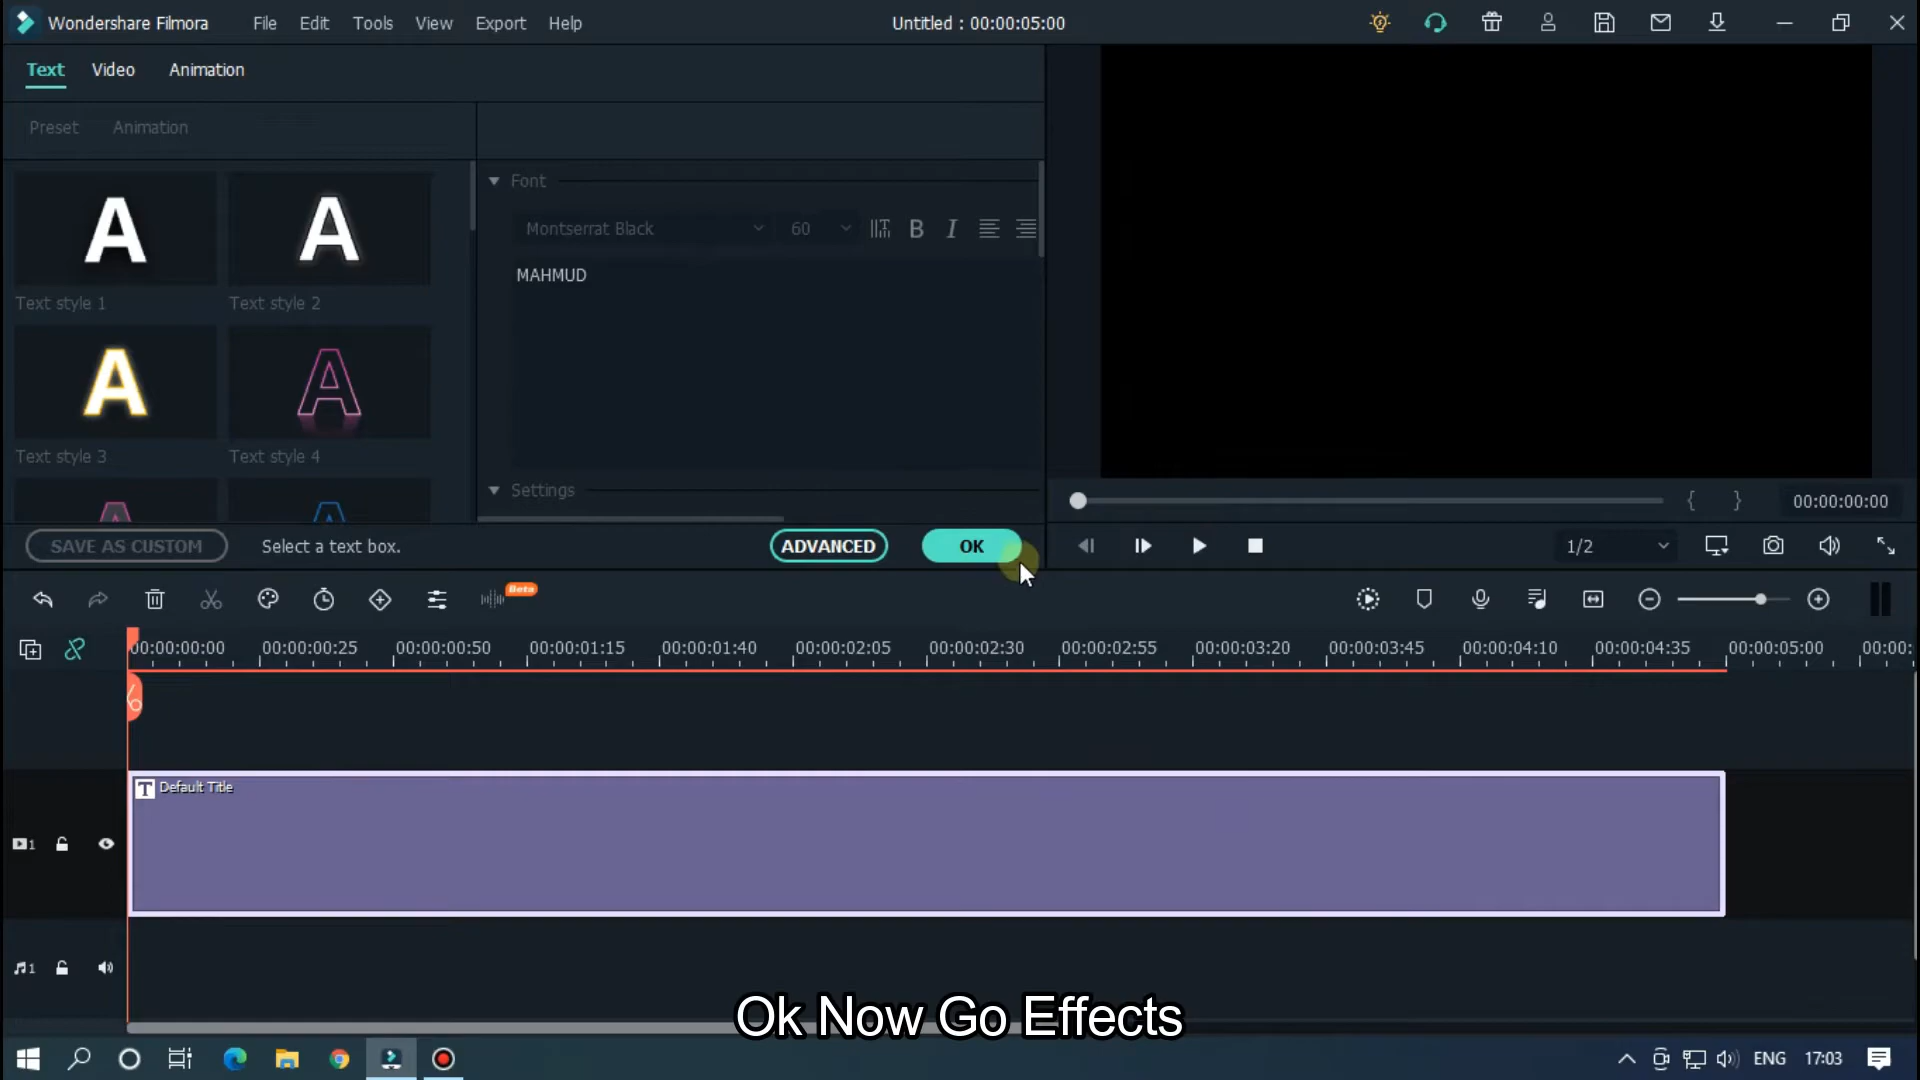 Wondershare Filmora File Edit Tools View Export Help Untitled : 00:00:05:00
Text Video Animation
Preset Animation
Font
Montserrat Black 60 B I
MAHMUD
A A
Text style 1 Text style 2
A A
Text style 3 Text style 4
A A
Settings
{ } 00:00:00:00
SAVE AS CUSTOM Select a text box. ADVANCED OK 1/2
Beta
00:00:00:00 00:00:00:25 00:00:00:50 00:00:01:15 00:00:01:40 00:00:02:05 00:00:02:30 00:00:02:55 00:00:03:20 00:00:03:45 00:00:04:10 00:00:04:35 00:00:05:00 00:00:
T Default Title
1
1
Ok Now Go Effects
ENG 17:03